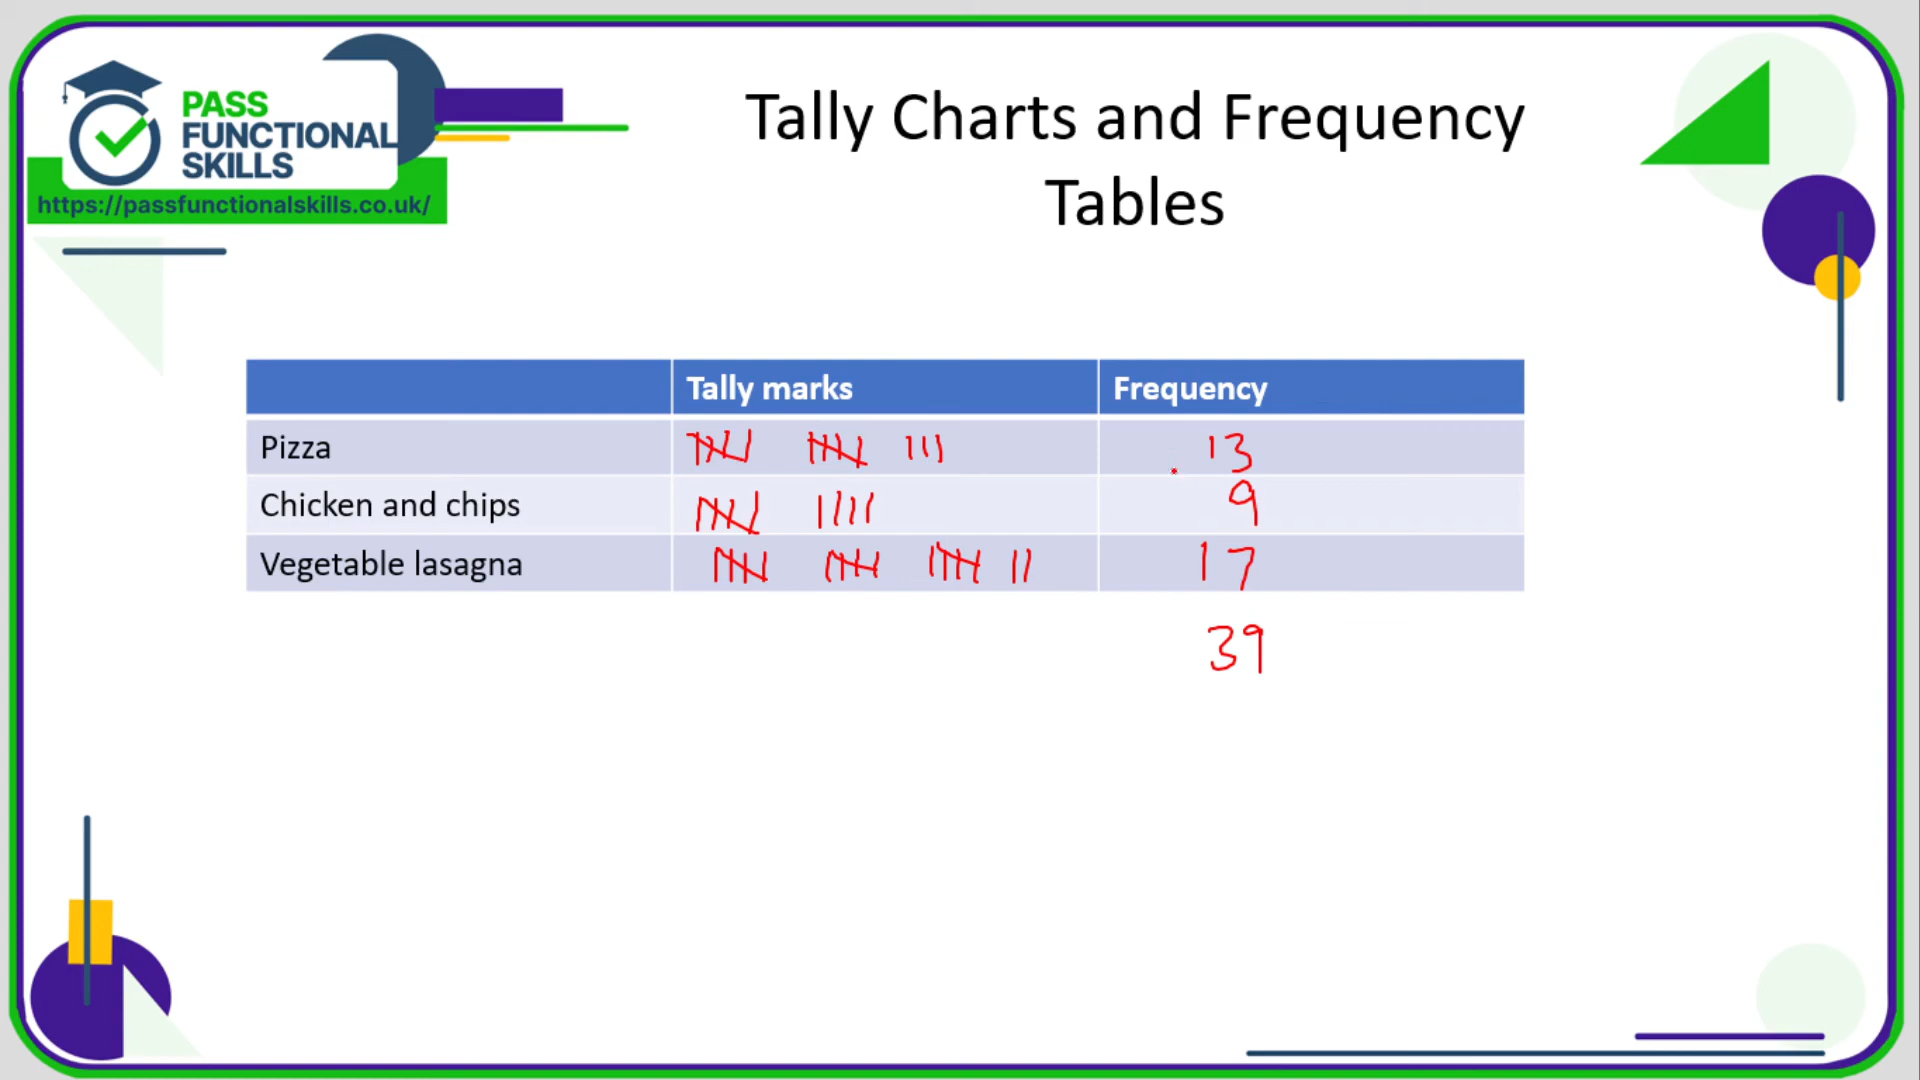 PASS
FUNCTIONAL
SKILLS
https://passfunctionalskills.co.uk/
Tally Charts and Frequency
Tables
Tally marks Frequency
Pizza 13
Chicken and chips 9
Vegetable lasagna 17
39